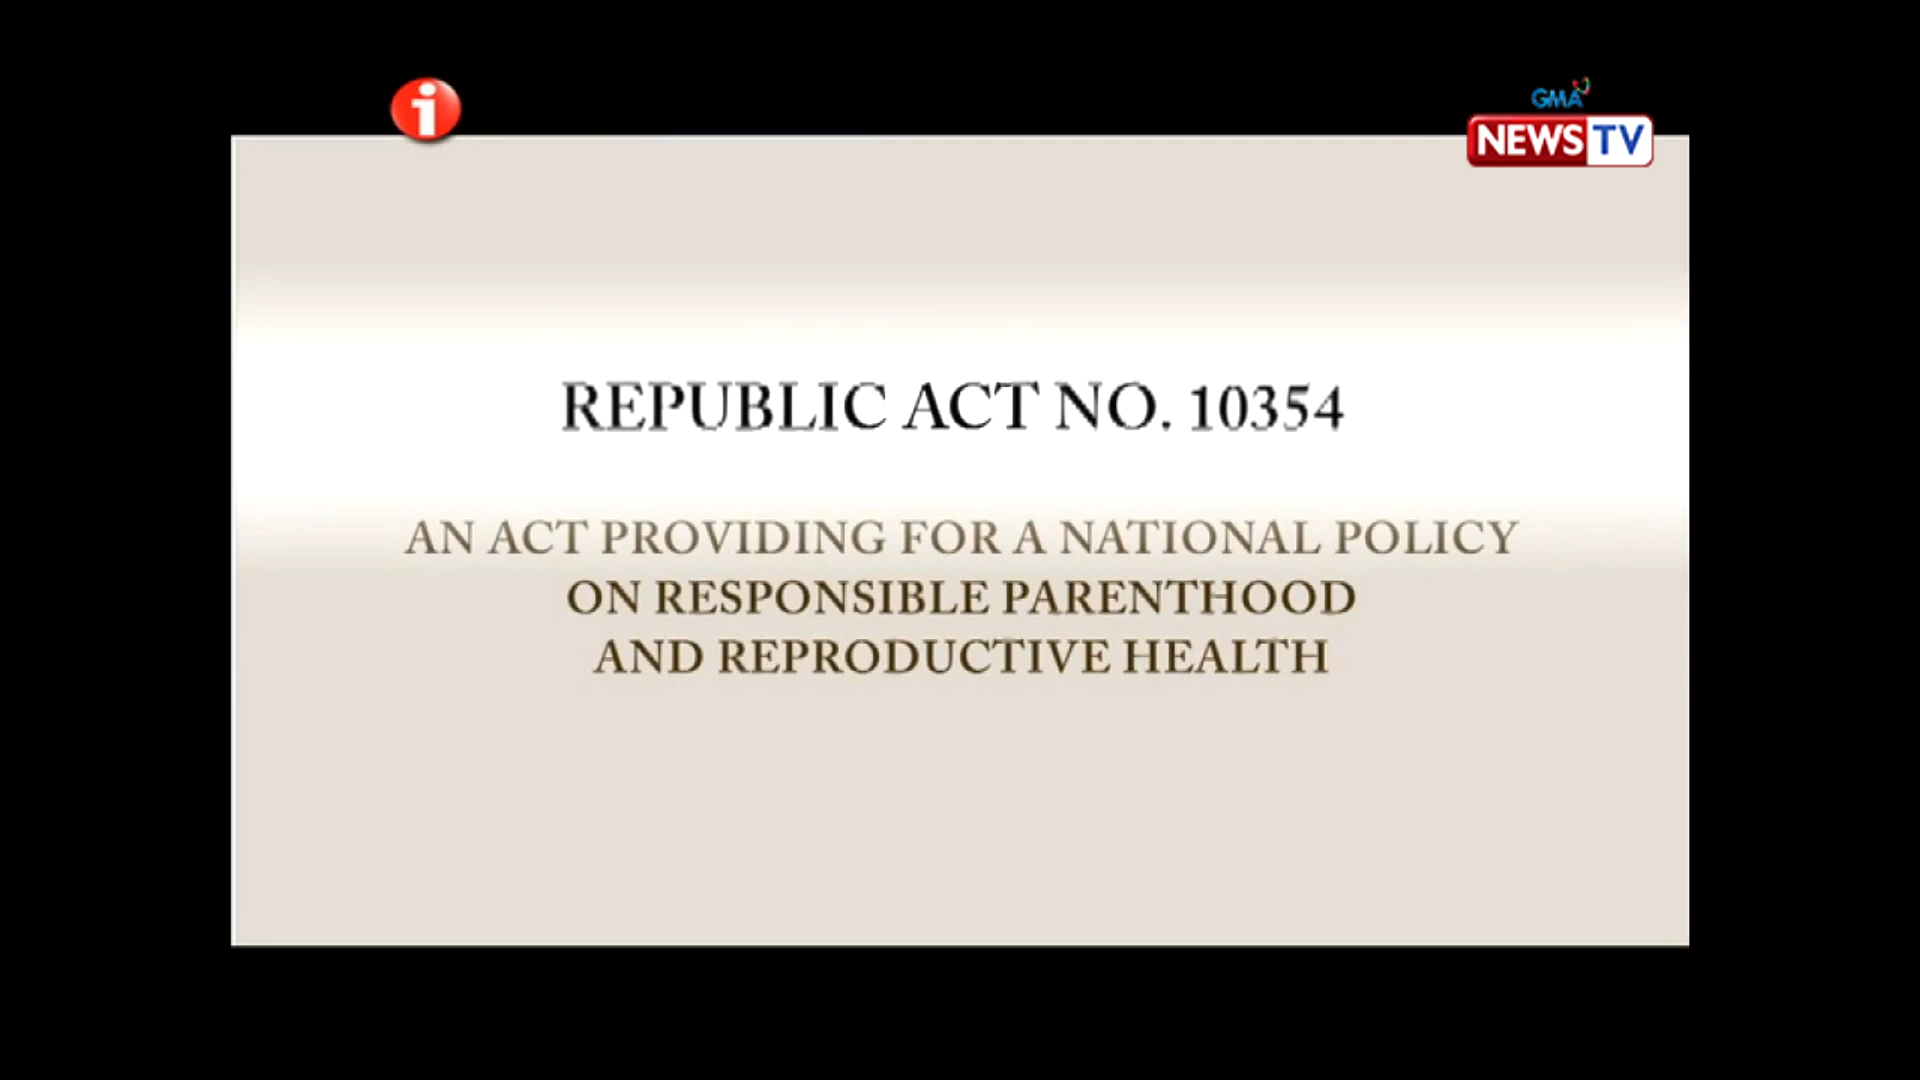 i
GMA
NEWS TV
REPUBLIC ACT NO. 10354
AN ACT PROVIDING FOR A NATIONAL POLICY
ON RESPONSIBLE PARENTHOOD
AND REPRODUCTIVE HEALTH